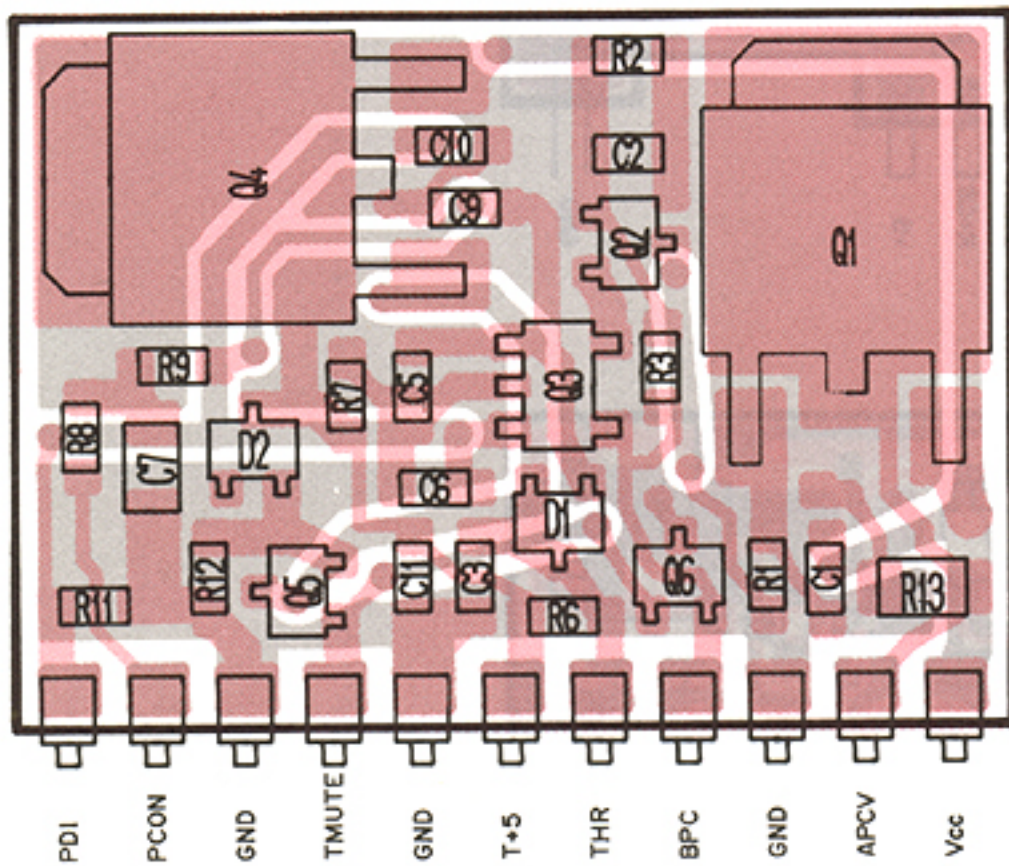 R2
C10
C2
Q4
C9
Q2
Q1
R9
R7
C5
Q3
R3
R8
C7
D2
C6
D1
R11
R12
Q5
C11
C3
R6
Q6
R1
C1
R13
PDI
PCON
GND
TMUTE
GND
T+5
THR
BPC
GND
APCV
Vcc